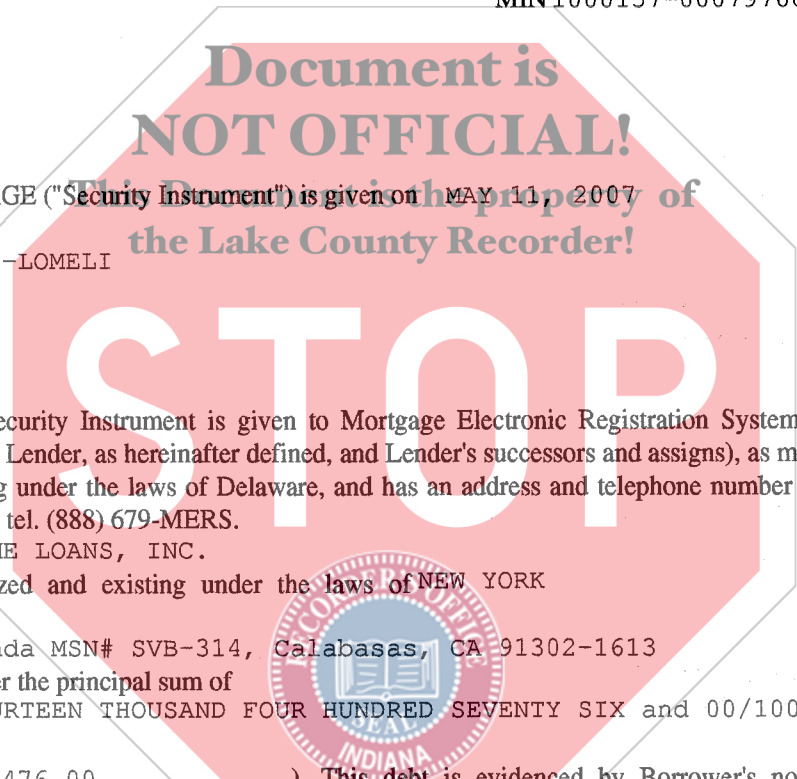 MIN
Document is
NOT OFFICIAL!
GE ("Security Instrument") is given on MAY 11, 2007
This Document is the property of
the Lake County Recorder!
-LOMELI
STOP
ecurity Instrument is given to Mortgage Electronic Registration System
Lender, as hereinafter defined, and Lender's successors and assigns), as m
g under the laws of Delaware, and has an address and telephone number
tel. (888) 679-MERS.
E LOANS, INC.
zed and existing under the laws of NEW YORK
da MSN# SVB-314, Calabasas, CA 91302-1613
r the principal sum of
URTEEN THOUSAND FOUR HUNDRED SEVENTY SIX and 00/100
RECORDER'S OFFICE
SEAL
INDIANA
476.00 ). This debt is evidenced by Borrower's no